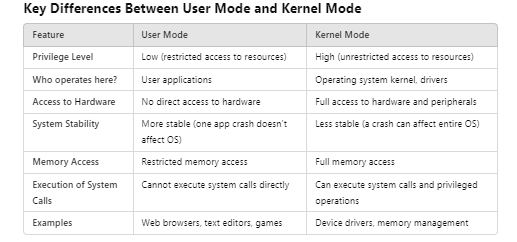 Key Differences Between User Mode and Kernel Mode
Feature User Mode Kernel Mode
Privilege Level Low (restricted access to resources) High (unrestricted access to resources)
Who operates here? User applications Operating system kernel, drivers
Access to Hardware No direct access to hardware Full access to hardware and peripherals
System Stability More stable (one app crash doesn't Less stable (a crash can affect entire OS)
affect OS)
Memory Access Restricted memory access Full memory access
Execution of System Cannot execute system calls directly Can execute system calls and privileged
Calls operations
Examples Web browsers, text editors, games Device drivers, memory management